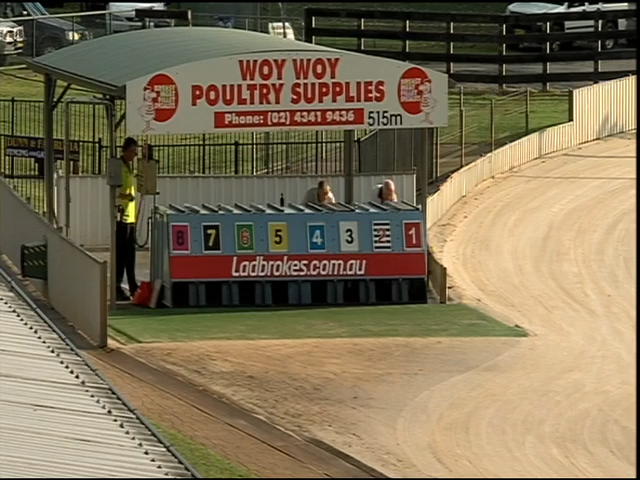 WOY WOY
POULTRY SUPPLIES
Phone: (02) 4341 9436
515m
8 7 6 5 4 3 2 1
Ladbrokes.com.au